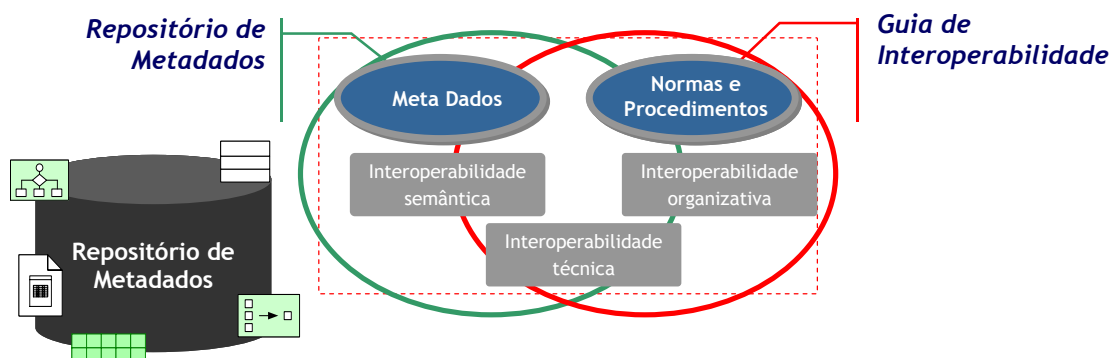 Repositório de
Metadados
Guia de
Interoperabilidade
Meta Dados
Normas e
Procedimentos
Interoperabilidade
semântica
Interoperabilidade
organizativa
Interoperabilidade
técnica
Repositório de
Metadados